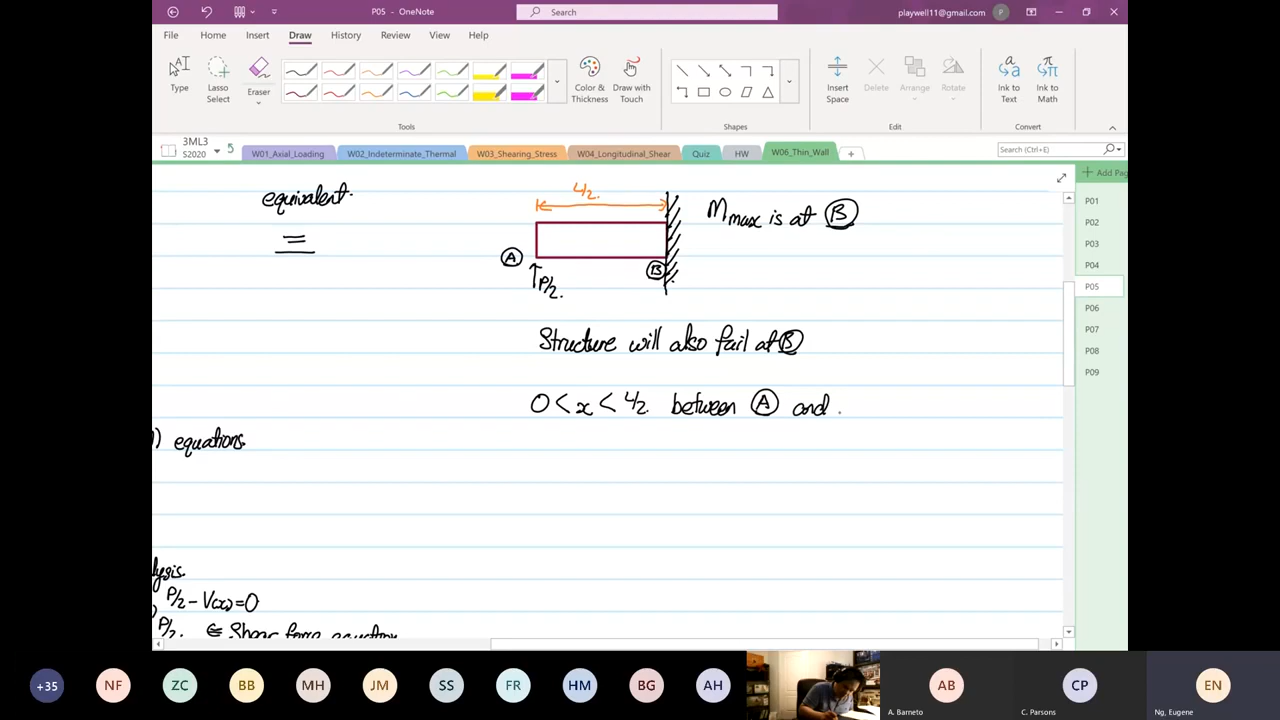 P05 - OneNote
Search
playwell11@gmail.com
P
File Home Insert Draw History Review View Help
Type
Lasso Select
Eraser
Color & Thickness
Draw with Touch
Insert Space
Delete
Arrange
Rotate
Ink to Text
Ink to Math
Tools
Shapes
Edit
Convert
3ML3 S2020
W01_Axial_Loading
W02_Indeterminate_Thermal
W03_Shearing_Stress
W04_Longitudinal_Shear
Quiz
HW
W06_Thin_Wall
Search (Ctrl+E)
Add Pag
P01
P02
P03
P04
P05
P06
P07
P08
P09
equivalent.
=
L/2.
Mmax is at B
A
B
P/2.
Structure will also fail at B
0 < x < L/2. between A and
) equations.
lysis.
P/2 - V(x) = 0
P/2. ⇐ Shear force equation
+35
NF
ZC
BB
MH
JM
SS
FR
HM
BG
AH
AB
A. Barneto
CP
C. Parsons
EN
Ng, Eugene